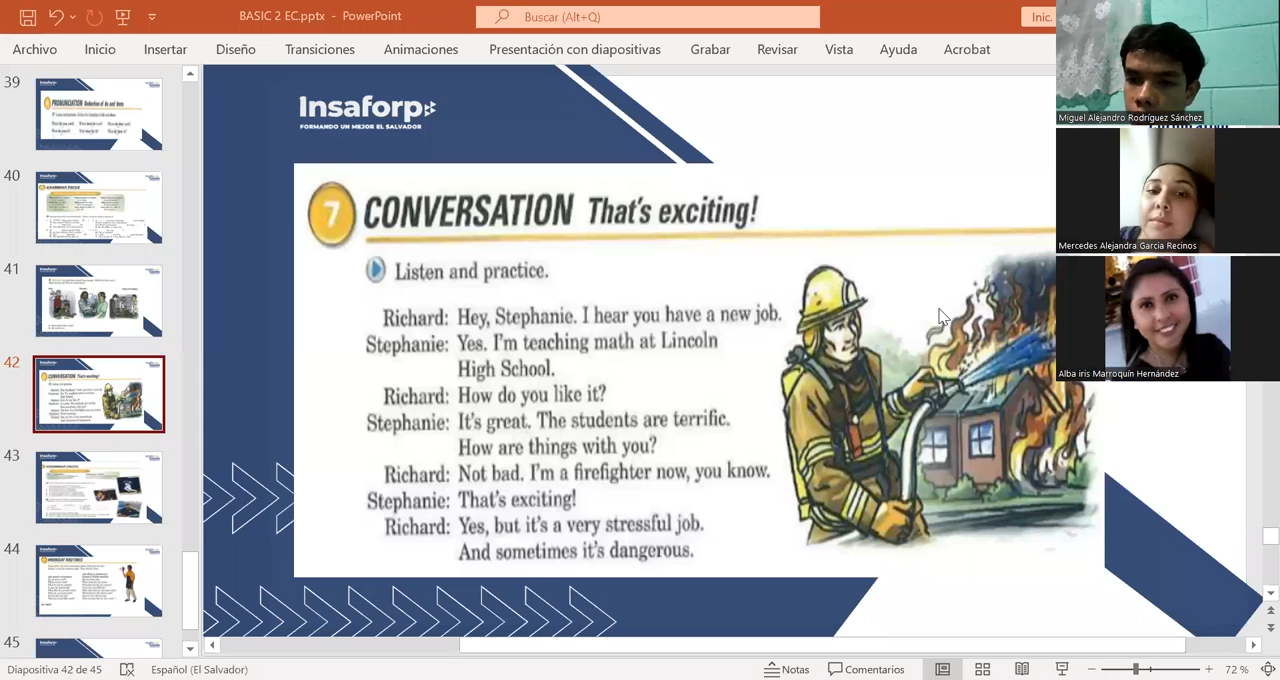 BASIC 2 EC.pptx - PowerPoint
Buscar (Alt+Q)
Inic.
Archivo Inicio Insertar Diseño Transiciones Animaciones Presentación con diapositivas Grabar Revisar Vista Ayuda Acrobat
39
40
41
42
43
44
45
Insaforp
FORMANDO UN MEJOR EL SALVADOR
7 CONVERSATION That's exciting!
Listen and practice.
Richard: Hey, Stephanie. I hear you have a new job.
Stephanie: Yes. I'm teaching math at Lincoln
High School.
Richard: How do you like it?
Stephanie: It's great. The students are terrific.
How are things with you?
Richard: Not bad. I'm a firefighter now, you know.
Stephanie: That's exciting!
Richard: Yes, but it's a very stressful job.
And sometimes it's dangerous.
Miguel Alejandro Rodríguez Sánchez
Mercedes Alejandra Garcia Recinos
Alba iris Marroquín Hernández
Diapositiva 42 de 45 Español (El Salvador) Notas Comentarios 72 %